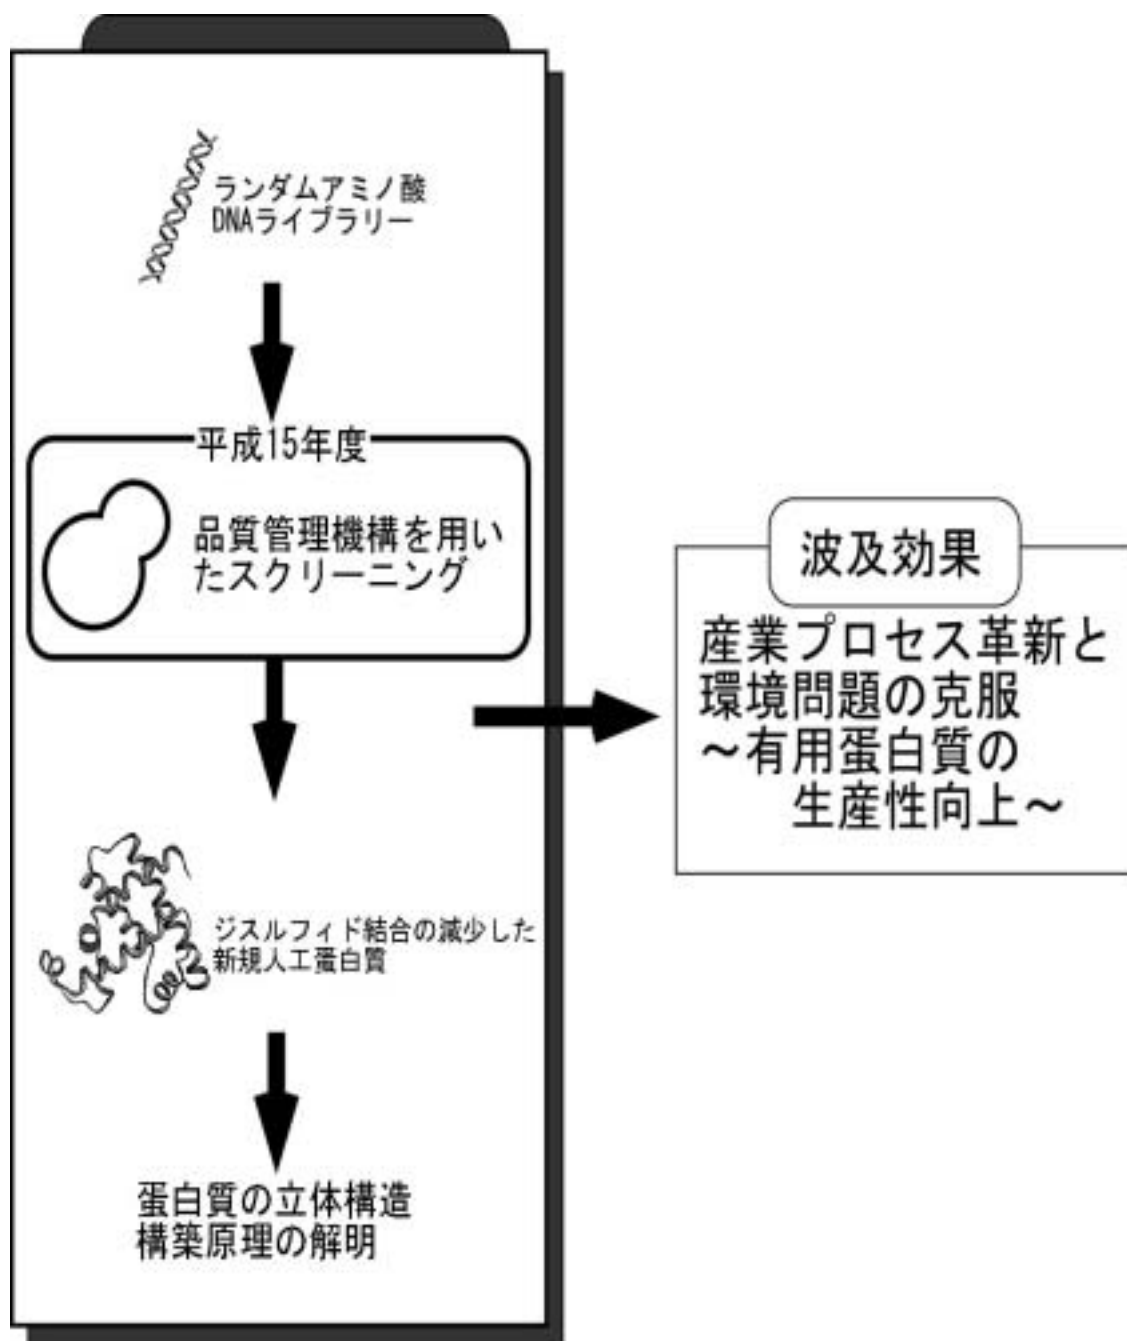 ランダムアミノ酸
DNAライブラリー
平成15年度
品質管理機構を用い
たスクリーニング
ジスルフィド結合の減少した
新規人工蛋白質
蛋白質の立体構造
構築原理の解明
波及効果
産業プロセス革新と
環境問題の克服
～有用蛋白質の
生産性向上～